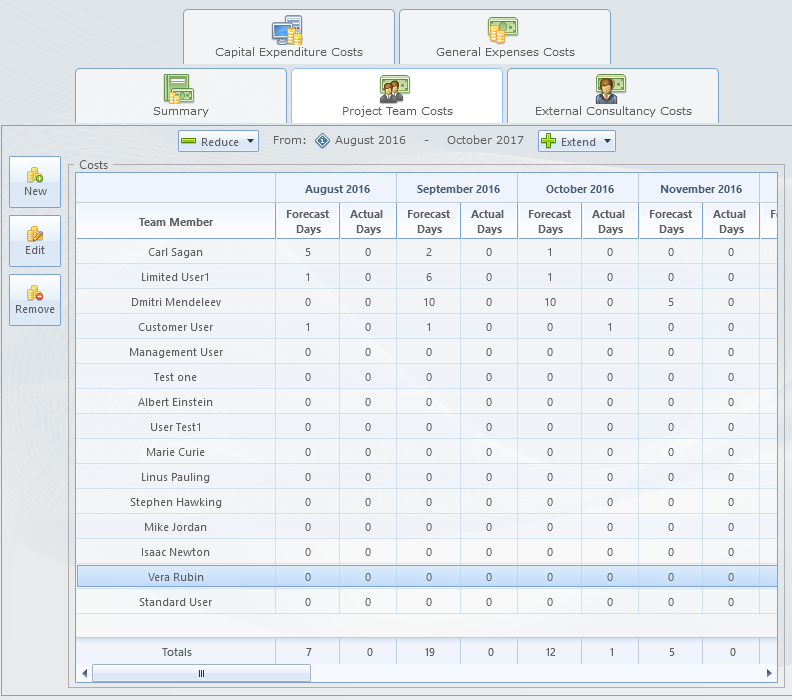 Capital Expenditure Costs General Expenses Costs
Summary Project Team Costs External Consultancy Costs
Reduce From: August 2016 - October 2017 Extend
Costs
New
Edit
Remove
August 2016 September 2016 October 2016 November 2016
Team Member Forecast Days Actual Days Forecast Days Actual Days Forecast Days Actual Days Forecast Days Actual Days F
Carl Sagan 5 0 2 0 1 0 0 0
Limited User1 1 0 6 0 1 0 0 0
Dmitri Mendeleev 0 0 10 0 10 0 5 0
Customer User 1 0 1 0 0 1 0 0
Management User 0 0 0 0 0 0 0 0
Test one 0 0 0 0 0 0 0 0
Albert Einstein 0 0 0 0 0 0 0 0
User Test1 0 0 0 0 0 0 0 0
Marie Curie 0 0 0 0 0 0 0 0
Linus Pauling 0 0 0 0 0 0 0 0
Stephen Hawking 0 0 0 0 0 0 0 0
Mike Jordan 0 0 0 0 0 0 0 0
Isaac Newton 0 0 0 0 0 0 0 0
Vera Rubin 0 0 0 0 0 0 0 0
Standard User 0 0 0 0 0 0 0 0
Totals 7 0 19 0 12 1 5 0